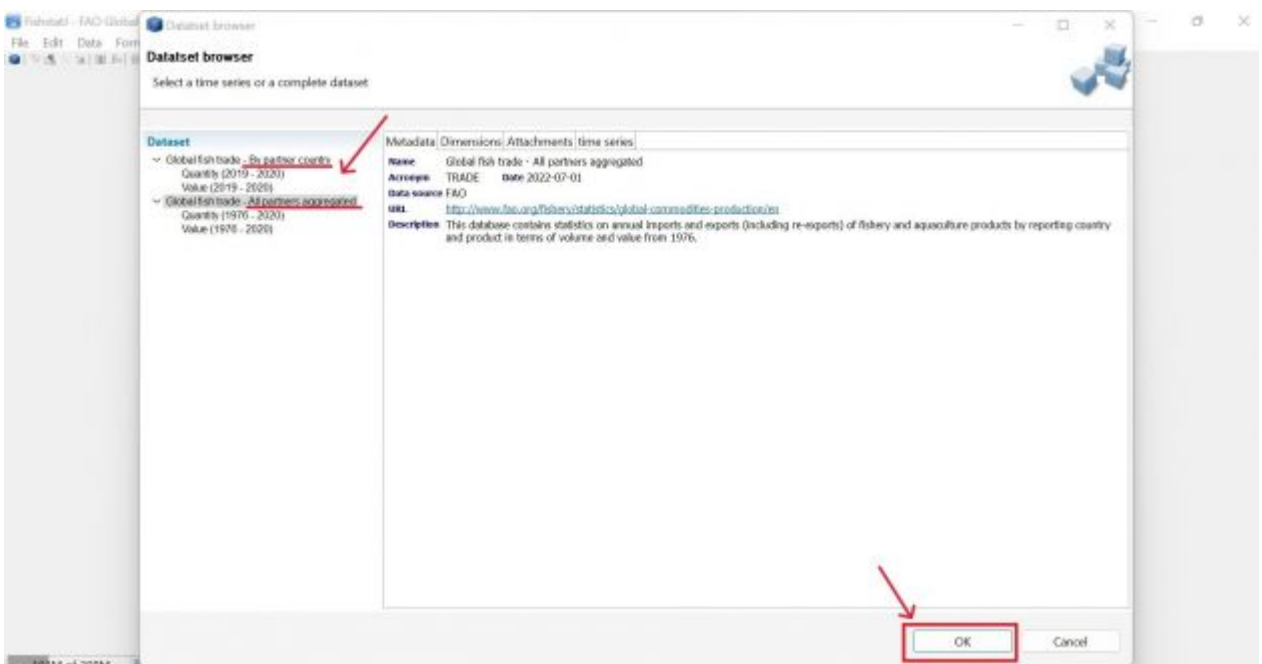 FishstatJ - FAO Global
Dataset browser
File Edit Data Form
Datatset browser
Select a time series or a complete dataset
Dataset
Global fish trade - By partner country
Quantity (2019 - 2020)
Value (2019 - 2020)
Global fish trade - All partners aggregated
Quantity (1976 - 2020)
Value (1976 - 2020)
Metadata Dimensions Attachments time series
Name Global fish trade - All partners aggregated
Acronym TRADE Date 2022-07-01
Data source FAO
URL http://www.fao.org/fishery/statistics/global-commodities-production/en
Description This database contains statistics on annual imports and exports (including re-exports) of fishery and aquaculture products by reporting country
and product in terms of volume and value from 1976.
OK Cancel